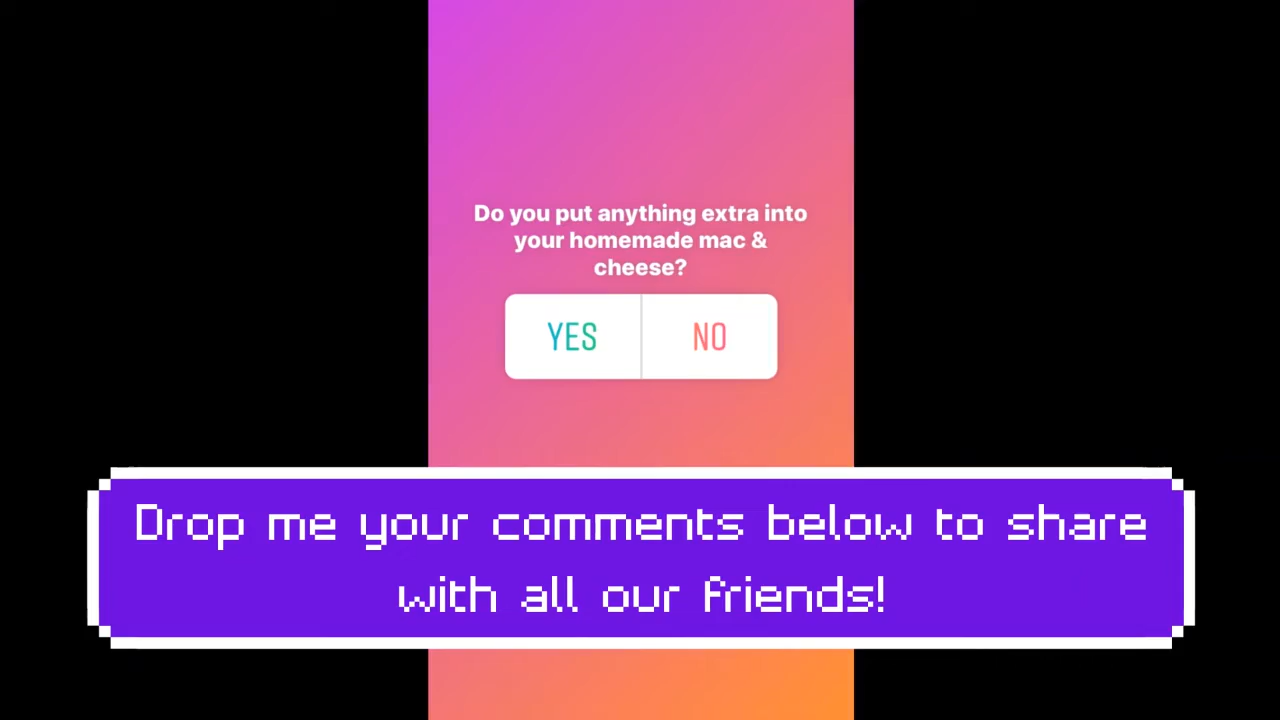 Do you put anything extra into
your homemade mac &
cheese?
YES
NO
Drop me your comments below to share
with all our friends!